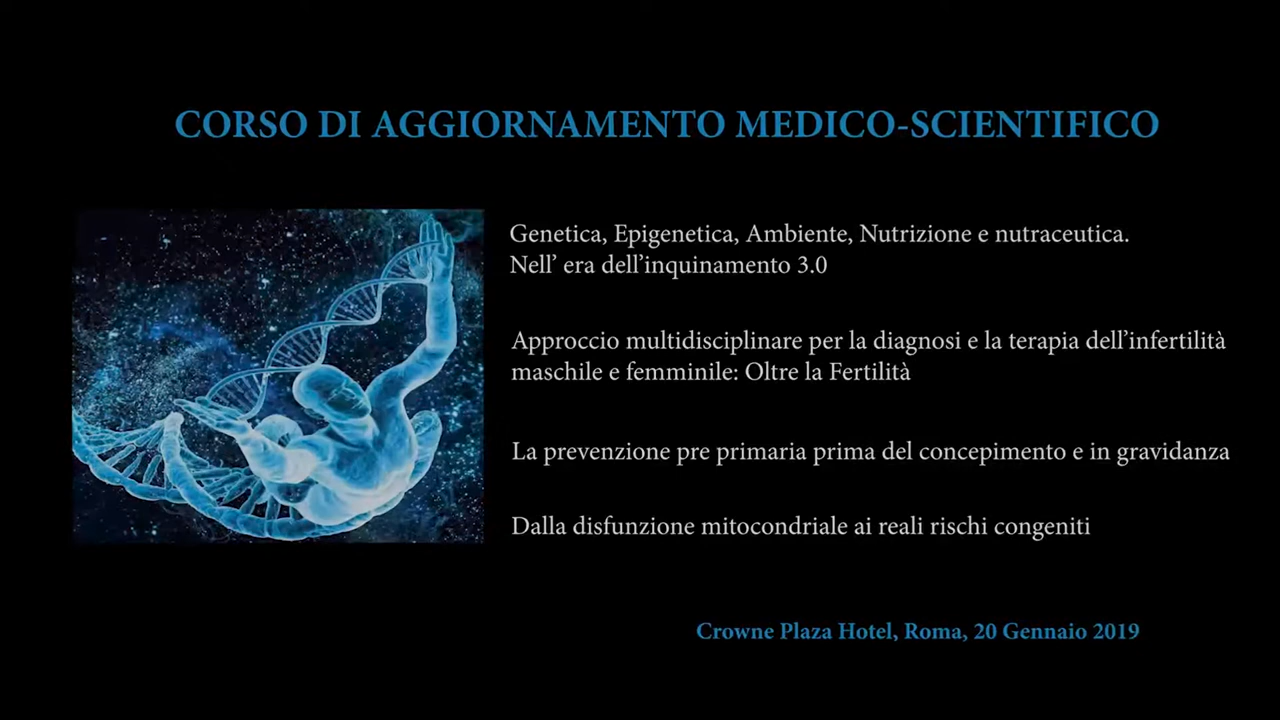 CORSO DI AGGIORNAMENTO MEDICO-SCIENTIFICO
Genetica, Epigenetica, Ambiente, Nutrizione e nutraceutica.
Nell' era dell'inquinamento 3.0
Approccio multidisciplinare per la diagnosi e la terapia dell'infertilità
maschile e femminile: Oltre la Fertilità
La prevenzione pre primaria prima del concepimento e in gravidanza
Dalla disfunzione mitocondriale ai reali rischi congeniti
Crowne Plaza Hotel, Roma, 20 Gennaio 2019